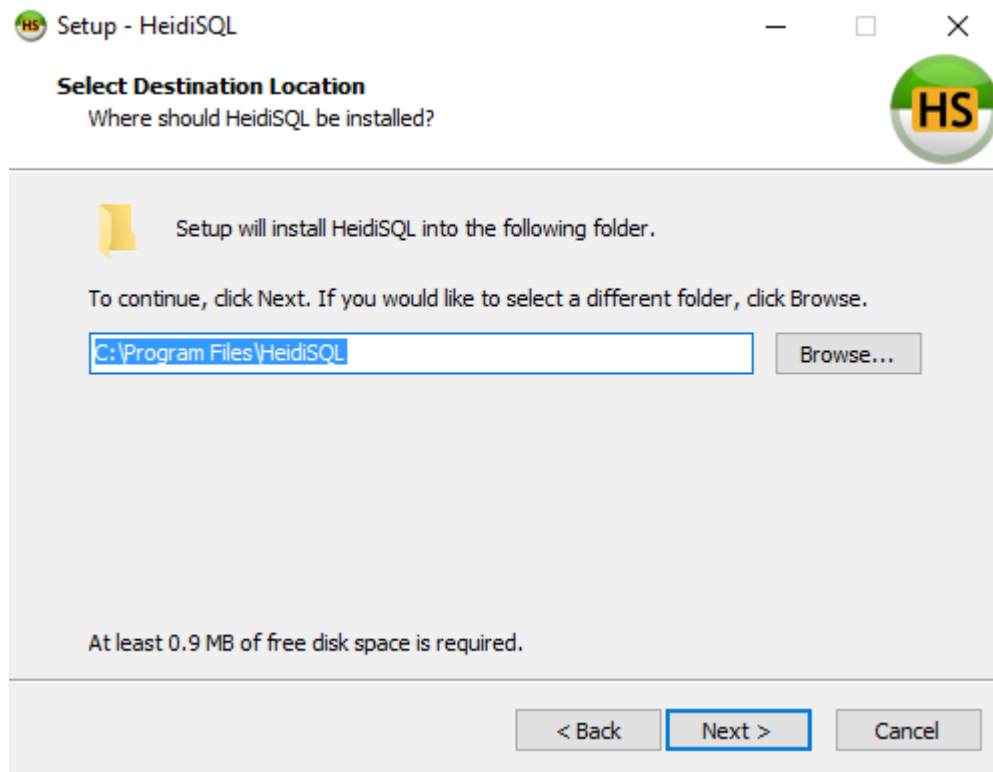 HS Setup - HeidiSQL
Select Destination Location
Where should HeidiSQL be installed?
HS
Setup will install HeidiSQL into the following folder.
To continue, click Next. If you would like to select a different folder, click Browse.
C:\Program Files\HeidiSQL
Browse...
At least 0.9 MB of free disk space is required.
< Back
Next >
Cancel